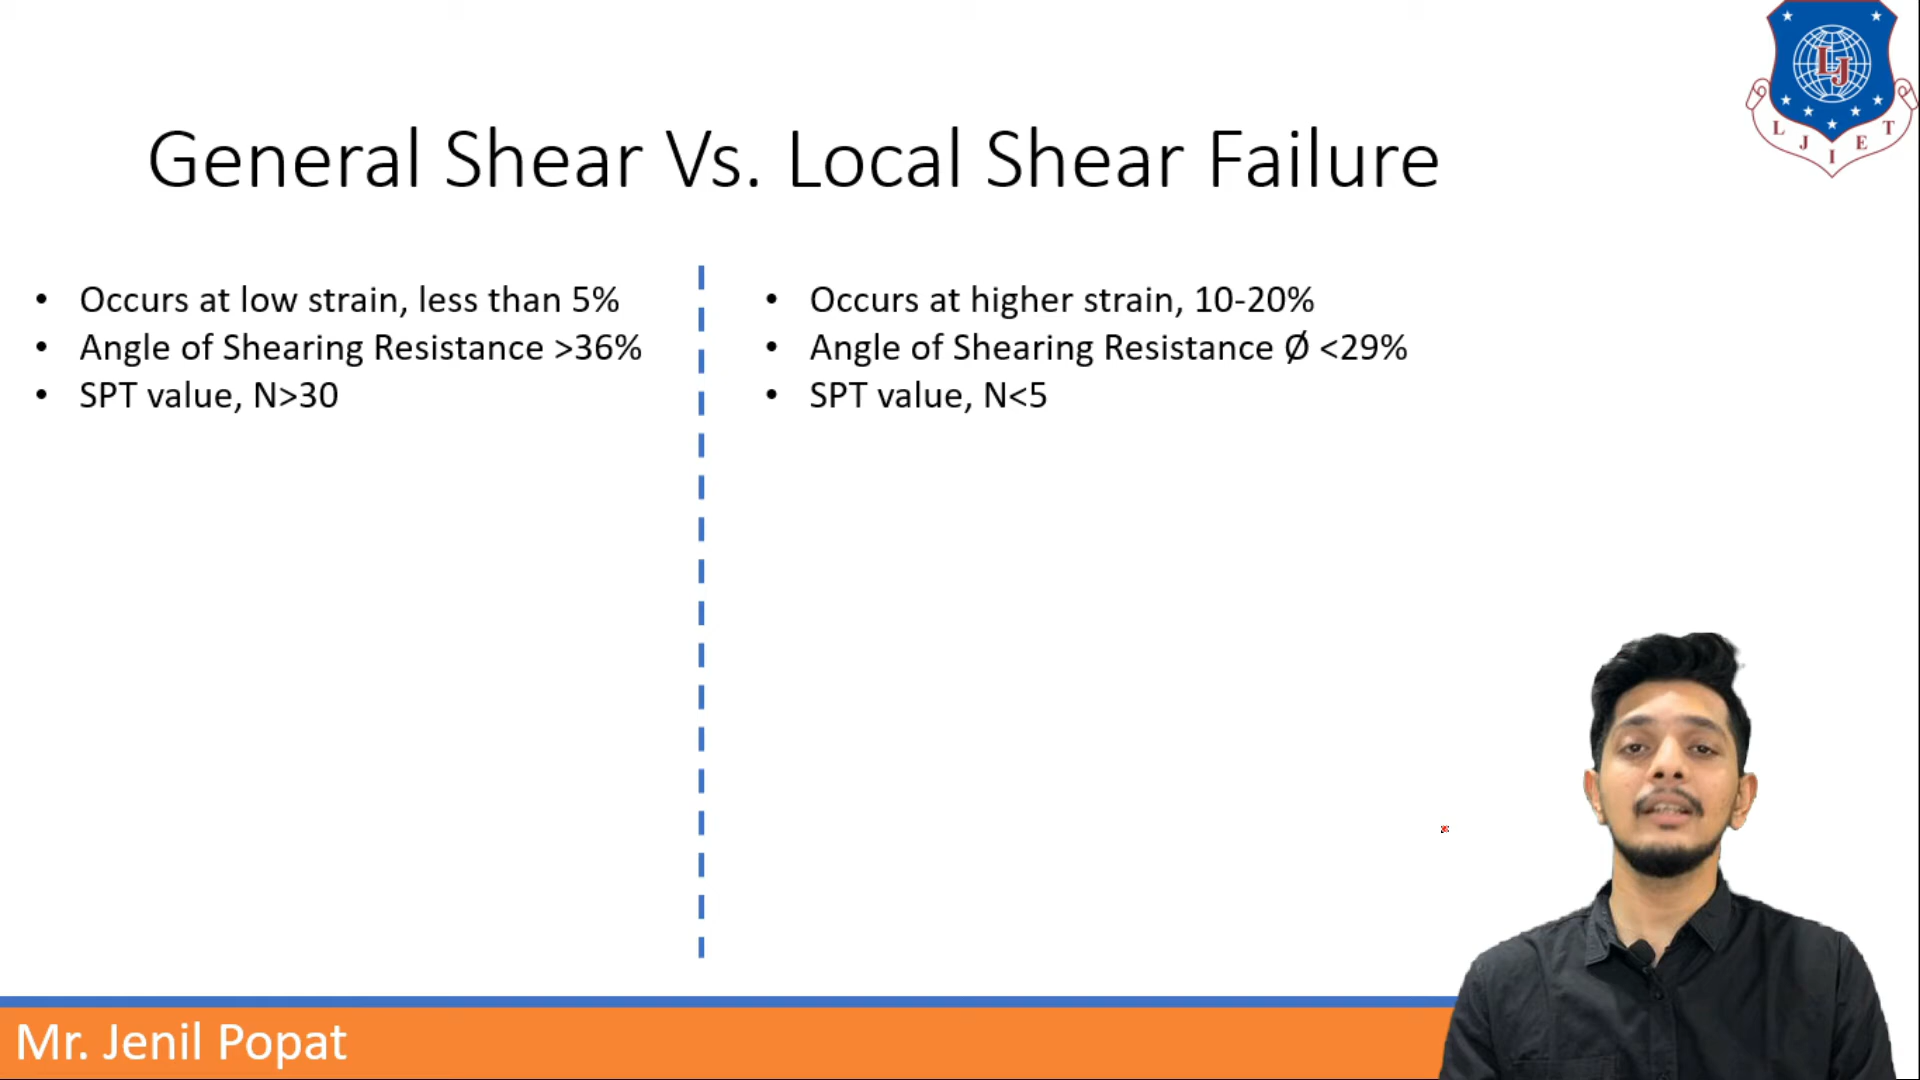 General Shear Vs. Local Shear Failure
• Occurs at low strain, less than 5%
• Angle of Shearing Resistance >36%
• SPT value, N>30
• Occurs at higher strain, 10-20%
• Angle of Shearing Resistance Ø <29%
• SPT value, N<5
LJ
L J I E T
Mr. Jenil Popat